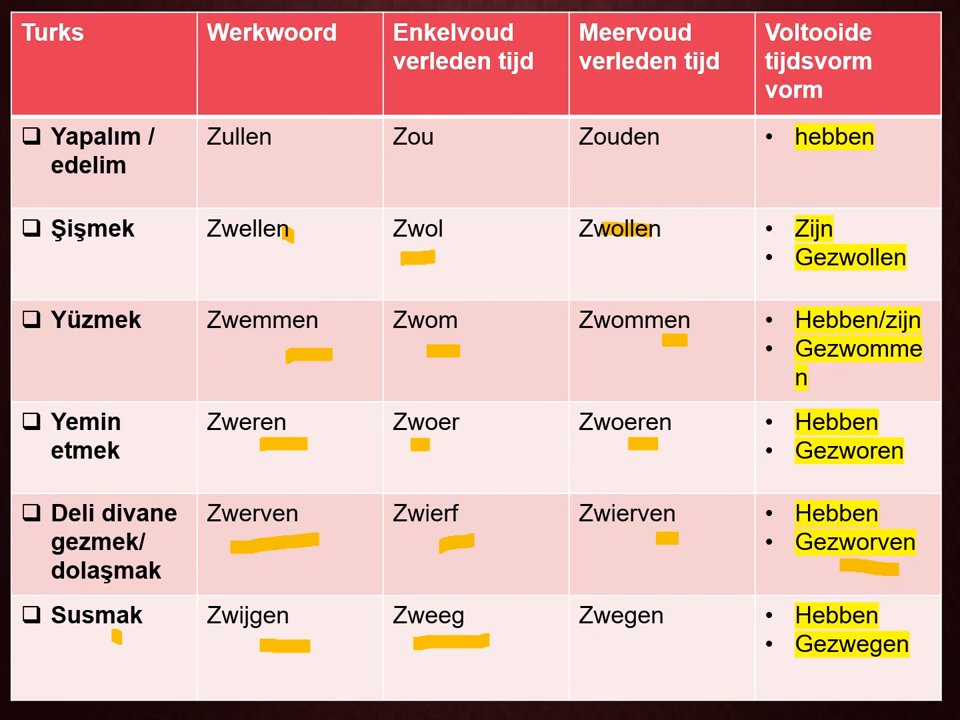 Turks
Werkwoord
Enkelvoud
verleden tijd
Meervoud
verleden tijd
Voltooide
tijdsvorm
vorm
Yapalım /
edelim
Zullen
Zou
Zouden
hebben
Şişmek
Zwellen
Zwol
Zwollen
Zijn
Gezwollen
Yüzmek
Zwemmen
Zwom
Zwommen
Hebben/zijn
Gezwomme
n
Yemin
etmek
Zweren
Zwoer
Zwoeren
Hebben
Gezworen
Deli divane
gezmek/
dolaşmak
Zwerven
Zwierf
Zwierven
Hebben
Gezworven
Susmak
Zwijgen
Zweeg
Zwegen
Hebben
Gezwegen